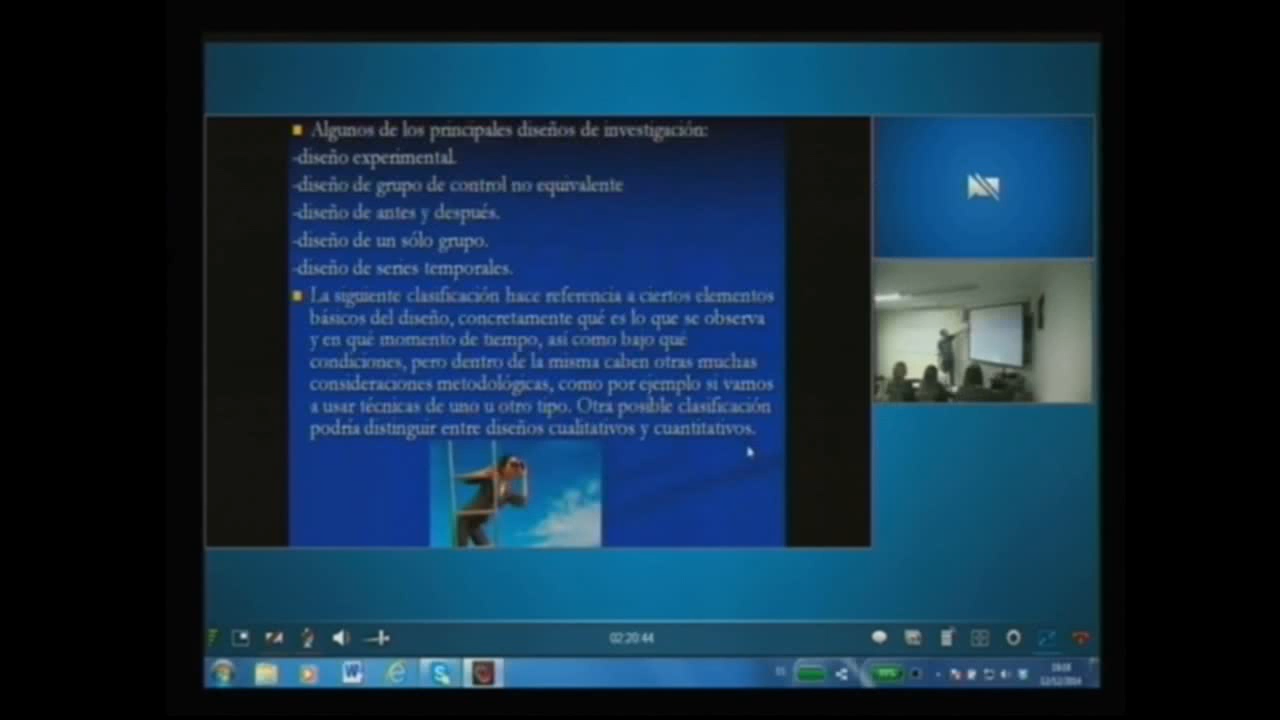 Algunos de los principales diseños de investigación:
-diseño experimental.
-diseño de grupo de control no equivalente
-diseño de antes y después.
-diseño de un sólo grupo.
-diseño de series temporales.
La siguiente clasificación hace referencia a ciertos elementos
básicos del diseño, concretamente qué es lo que se observa
y en qué momento de tiempo, así como bajo qué
condiciones, pero dentro de la misma caben otras muchas
consideraciones metodológicas, como por ejemplo si vamos
a usar técnicas de uno u otro tipo. Otra posible clasificación
podría distinguir entre diseños cualitativos y cuantitativos.
02:20:44